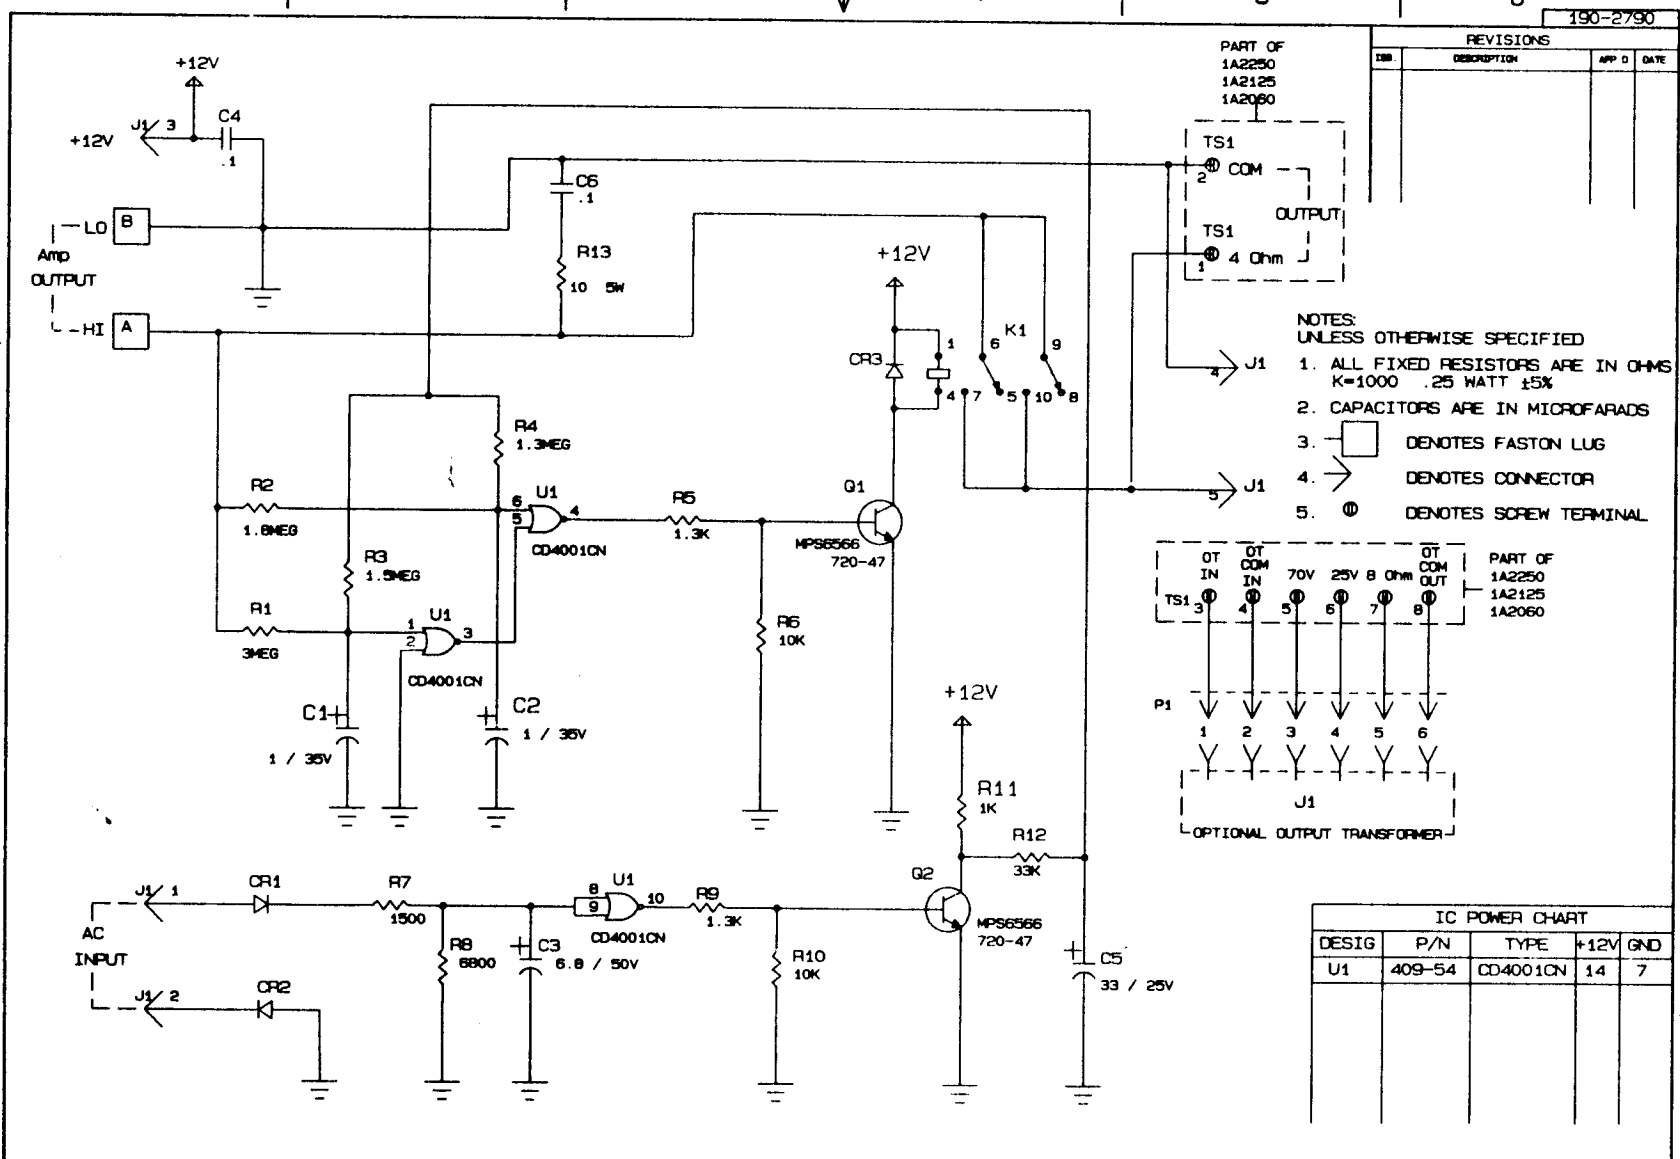 190-2790
REVISIONS
ISS. DESCRIPTION APP D DATE
PART OF
1A2250
1A2125
1A2060
+12V
J1 3
+12V
C4
.1
TS1
2 COM
OUTPUT
TS1
1 4 Ohm
C6
.1
LO B
Amp
OUTPUT
HI A
R13
10 5W
+12V
CR3
1
4
K1
6
9
7 5 10 8
4 J1
5 J1
NOTES:
UNLESS OTHERWISE SPECIFIED
1. ALL FIXED RESISTORS ARE IN OHMS
K=1000 .25 WATT ±5%
2. CAPACITORS ARE IN MICROFARADS
3. DENOTES FASTON LUG
4. DENOTES CONNECTOR
5. DENOTES SCREW TERMINAL
R4
1.3MEG
R2
1.8MEG
6
5
U1
4
CD4001CN
R5
1.3K
Q1
MPS6566
720-47
R3
1.5MEG
R1
3MEG
1
2
U1
3
CD4001CN
R6
10K
C1 +
1 / 35V
+ C2
1 / 35V
OT
IN
OT
COM
IN
70V 25V 8 Ohm
OT
COM
OUT
TS1 3 4 5 6 7 8
PART OF
1A2250
1A2125
1A2060
P1
1 2 3 4 5 6
J1
OPTIONAL OUTPUT TRANSFORMER
+12V
R11
1K
R12
33K
J1 1
CR1
R7
1500
8
9
U1
10
CD4001CN
R9
1.3K
Q2
MPS6566
720-47
AC
INPUT
R8
6800
+ C3
6.8 / 50V
R10
10K
+ C5
33 / 25V
J1 2
CR2
IC POWER CHART
DESIG P/N TYPE +12V GND
U1 409-54 CD4001CN 14 7